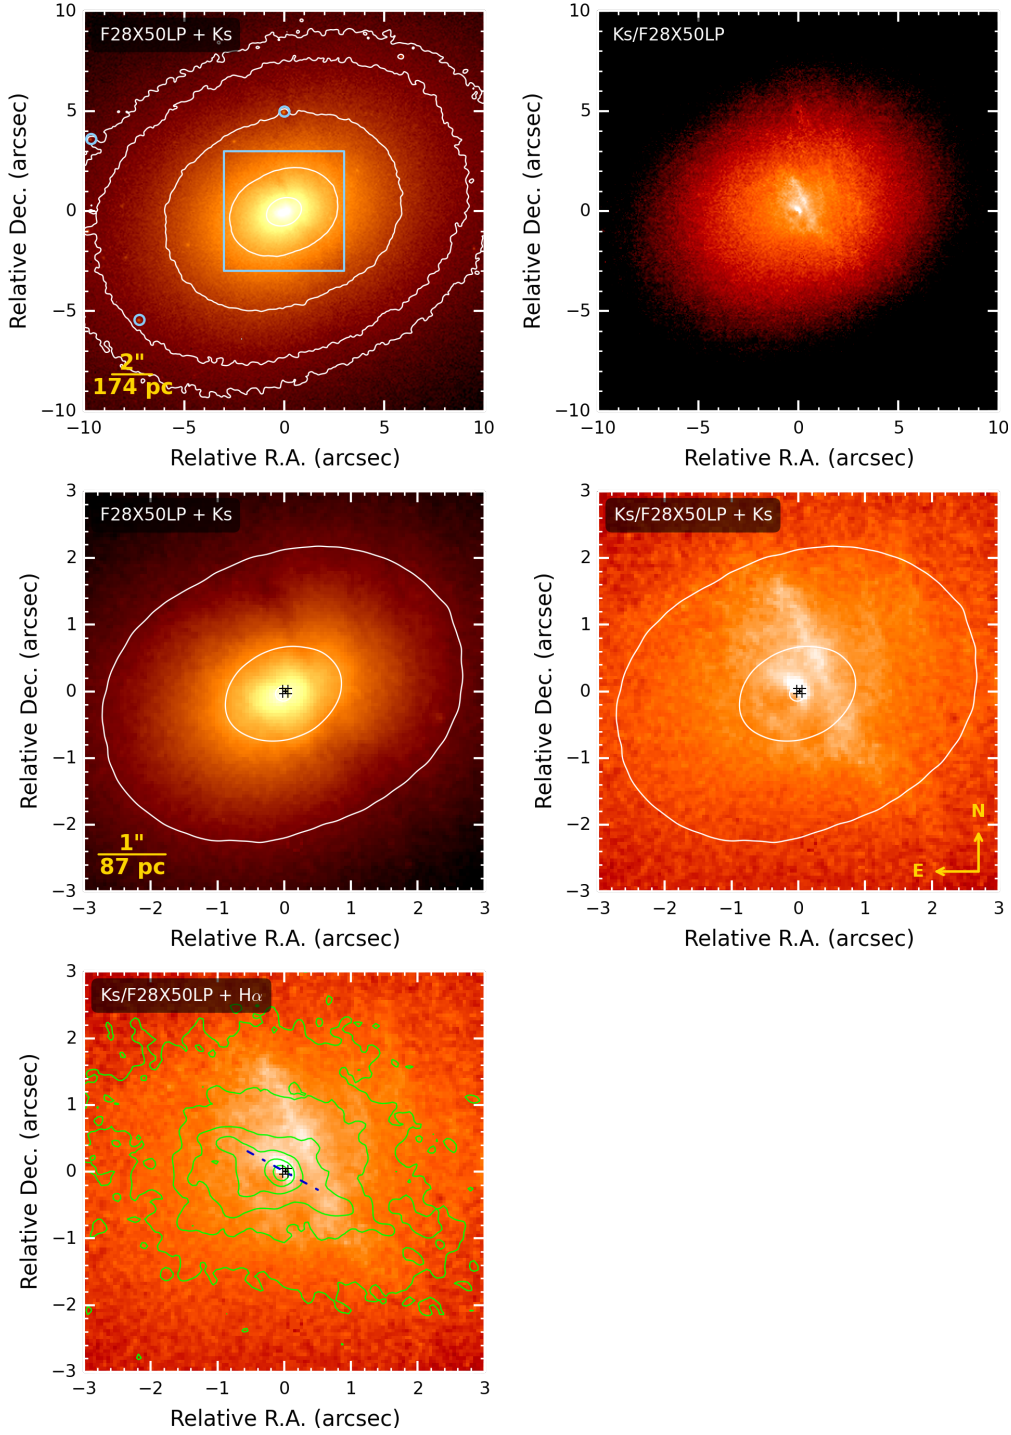 F28X50LP + Ks
10
5
0
−5
−10
Relative Dec. (arcsec)
2"
174 pc
−10 −5 0 5 10
Relative R.A. (arcsec)
Ks/F28X50LP
10
5
0
−5
−10
Relative Dec. (arcsec)
−10 −5 0 5 10
Relative R.A. (arcsec)
F28X50LP + Ks
3
2
1
0
−1
−2
−3
Relative Dec. (arcsec)
1"
87 pc
−3 −2 −1 0 1 2 3
Relative R.A. (arcsec)
Ks/F28X50LP + Ks
3
2
1
0
−1
−2
−3
Relative Dec. (arcsec)
N
E
−3 −2 −1 0 1 2 3
Relative R.A. (arcsec)
Ks/F28X50LP + Hα
3
2
1
0
−1
−2
−3
Relative Dec. (arcsec)
−3 −2 −1 0 1 2 3
Relative R.A. (arcsec)